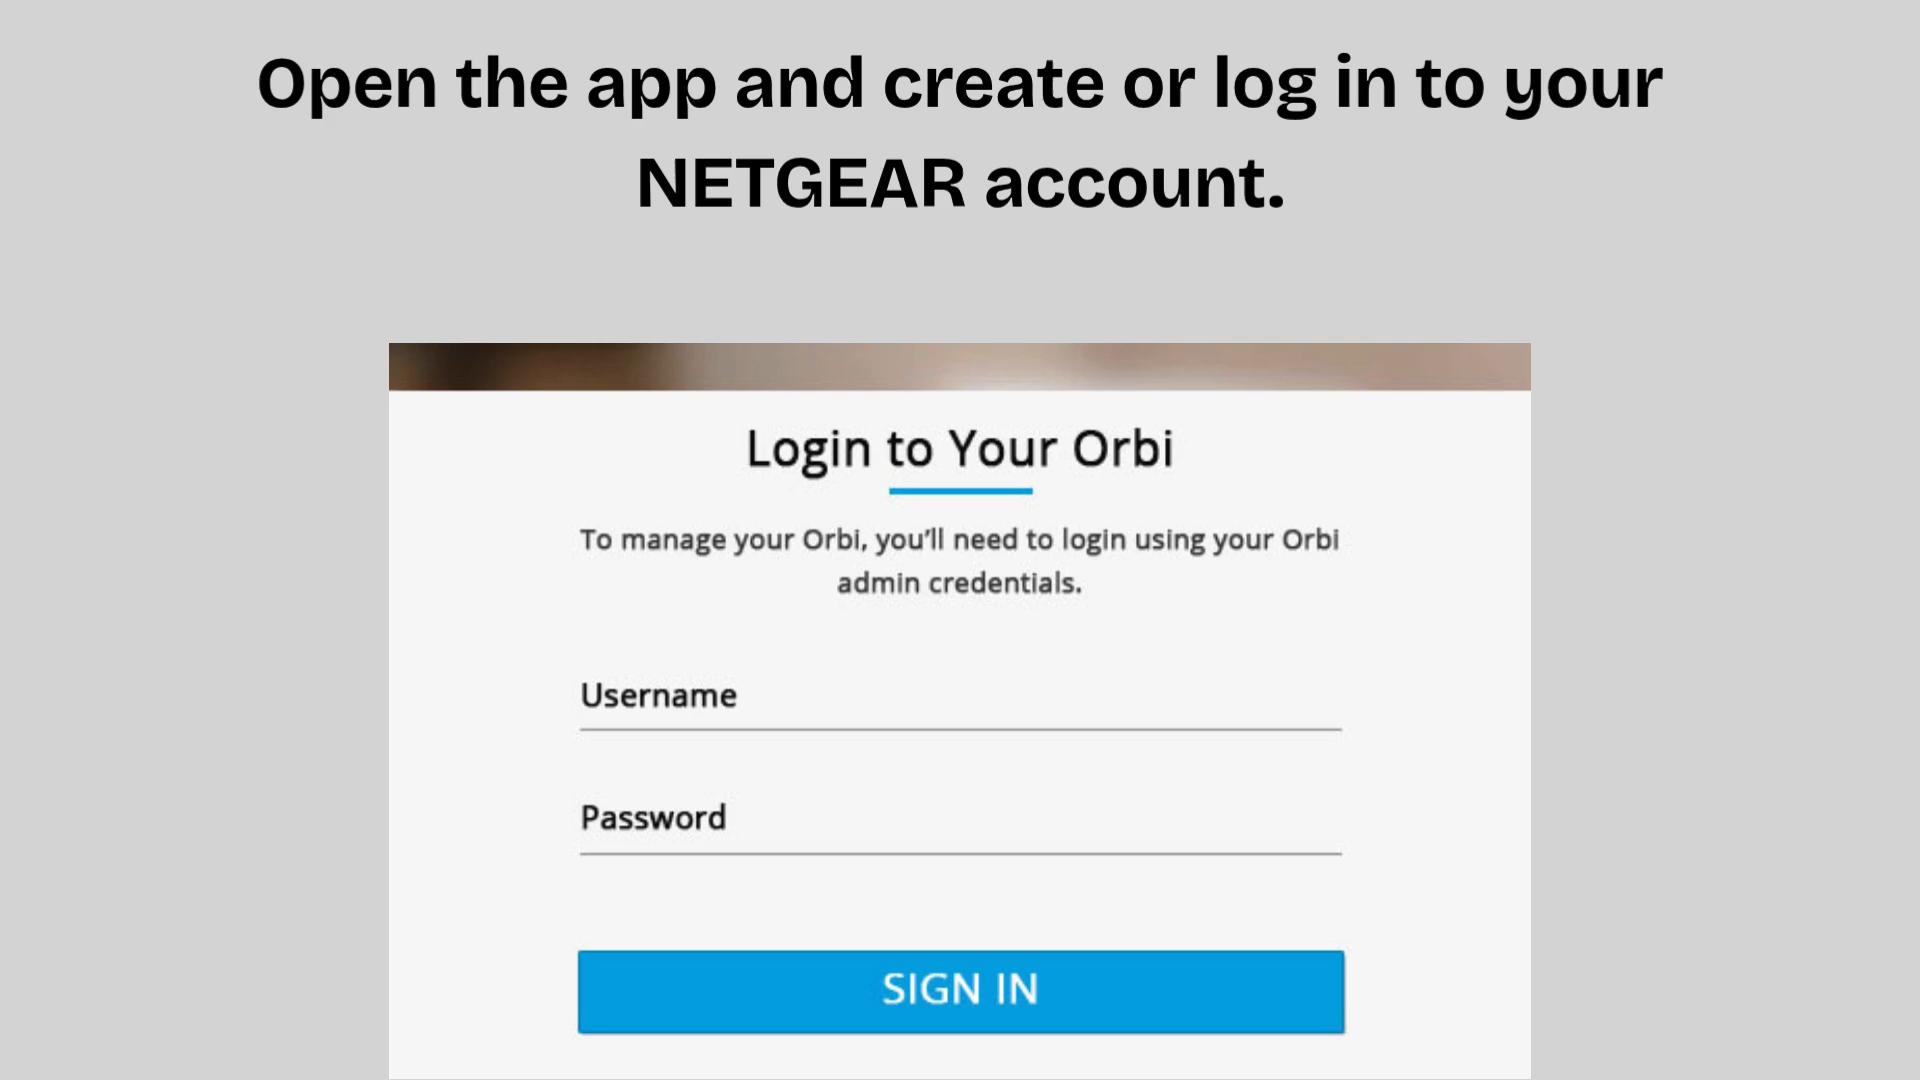 Open the app and create or log in to your
NETGEAR account.
Login to Your Orbi
To manage your Orbi, you’ll need to login using your Orbi
admin credentials.
Username
Password
SIGN IN